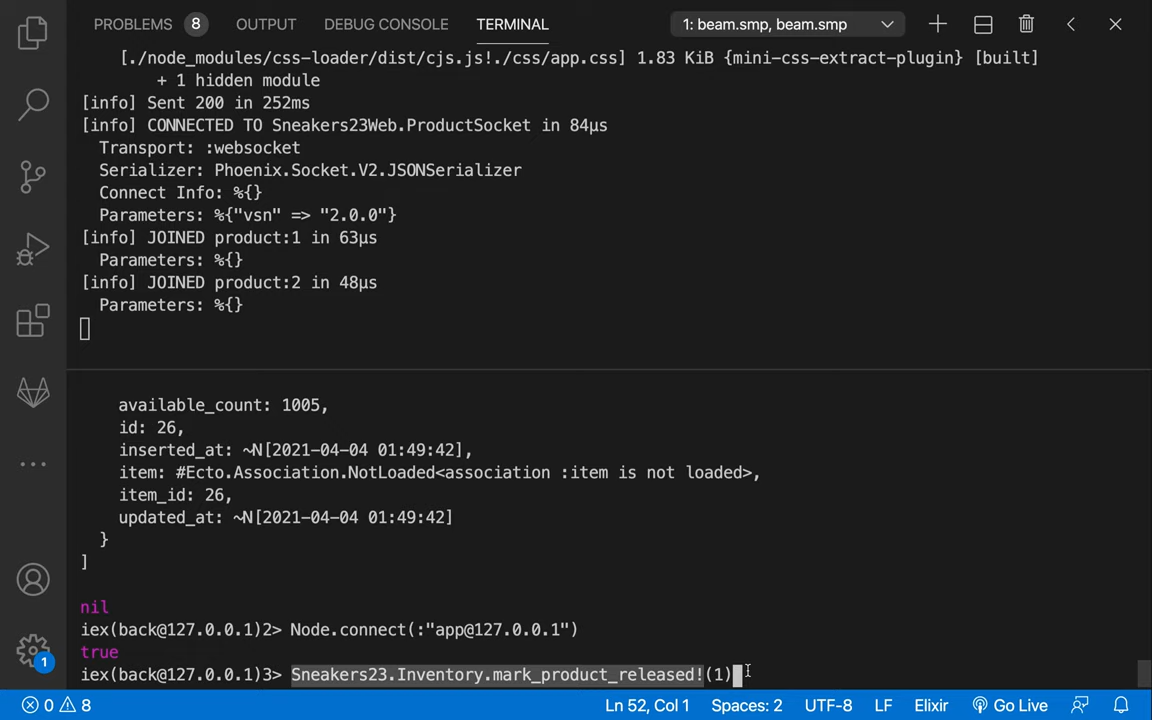 PROBLEMS 8 OUTPUT DEBUG CONSOLE TERMINAL 1: beam.smp, beam.smp
[./node_modules/css-loader/dist/cjs.js!./css/app.css] 1.83 KiB {mini-css-extract-plugin} [built]
+ 1 hidden module
[info] Sent 200 in 252ms
[info] CONNECTED TO Sneakers23Web.ProductSocket in 84µs
Transport: :websocket
Serializer: Phoenix.Socket.V2.JSONSerializer
Connect Info: %{}
Parameters: %{"vsn" => "2.0.0"}
[info] JOINED product:1 in 63µs
Parameters: %{}
[info] JOINED product:2 in 48µs
Parameters: %{}
available_count: 1005,
id: 26,
inserted_at: ~N[2021-04-04 01:49:42],
item: #Ecto.Association.NotLoaded<association :item is not loaded>,
item_id: 26,
updated_at: ~N[2021-04-04 01:49:42]
}
]
nil
iex(back@127.0.0.1)2> Node.connect(:"app@127.0.0.1")
true
iex(back@127.0.0.1)3> Sneakers23.Inventory.mark_product_released!(1)
1
0 8 Ln 52, Col 1 Spaces: 2 UTF-8 LF Elixir Go Live